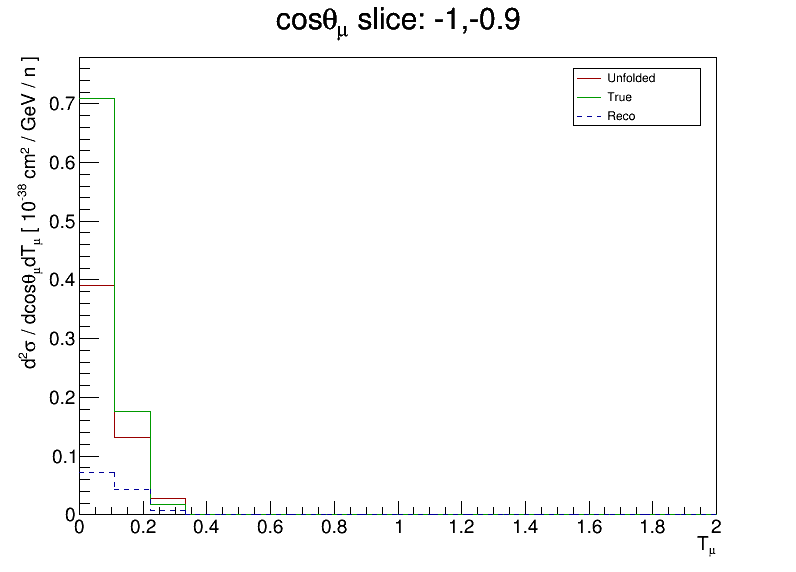 cosθμ slice: -1,-0.9
d²σ / dcosθμdTμ [ 10⁻³⁸ cm² / GeV / n ]
Unfolded
True
Reco
0.7
0.6
0.5
0.4
0.3
0.2
0.1
0
0 0.2 0.4 0.6 0.8 1 1.2 1.4 1.6 1.8 2
Tμ